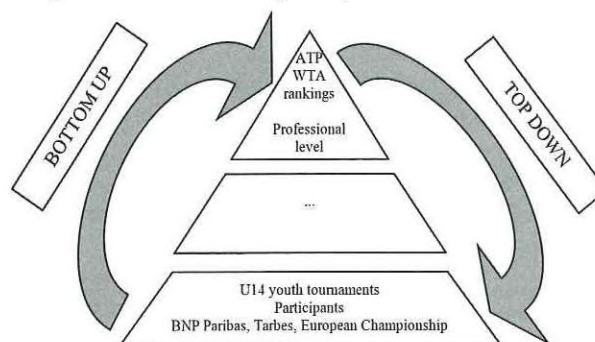 BOTTOM UP
ATP
WTA
rankings
Professional
level
TOP DOWN
...
U14 youth tournaments
Participants
BNP Paribas, Tarbes, European Championship